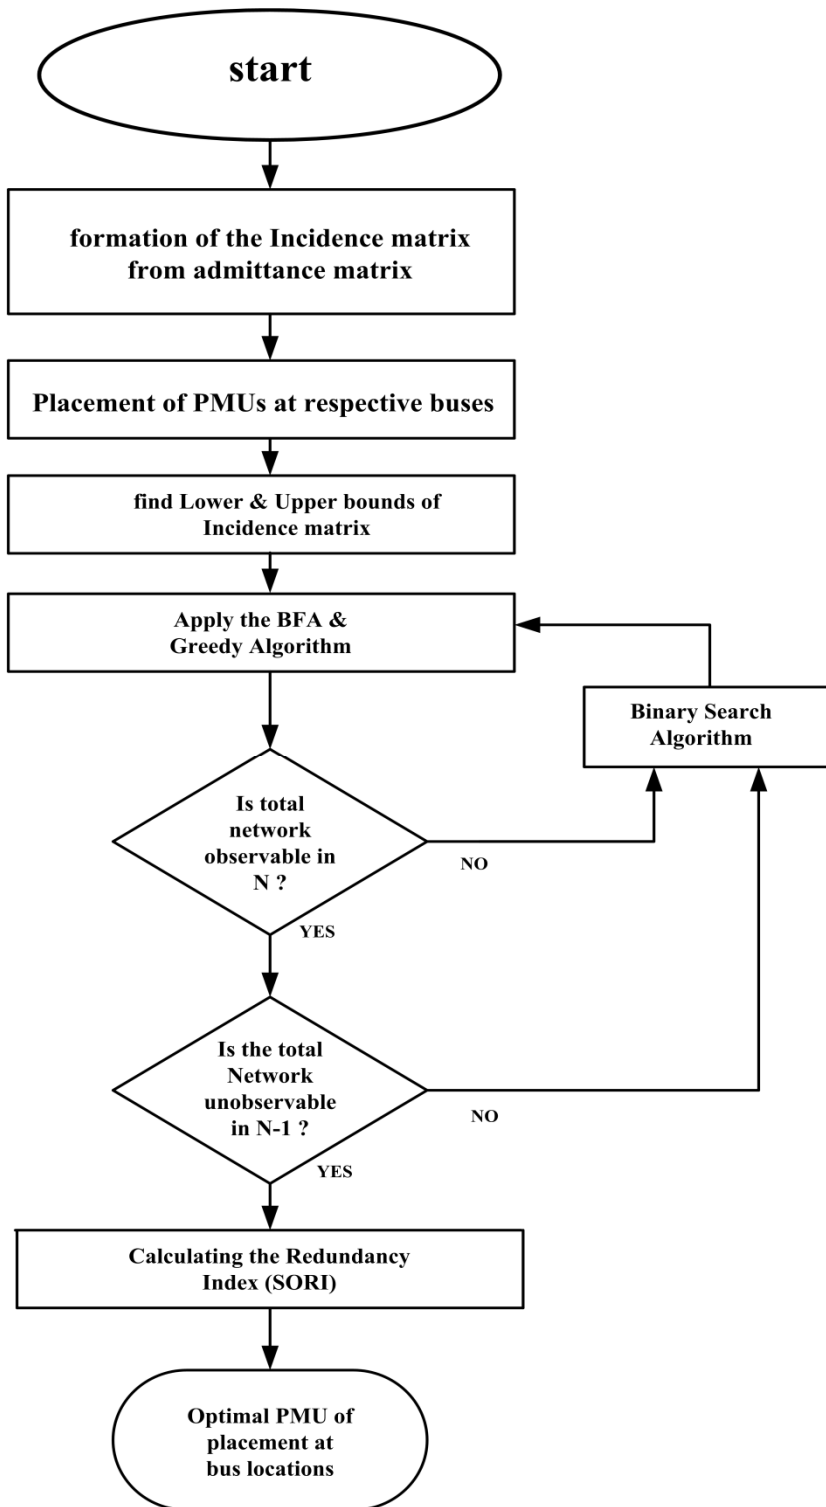 start
formation of the Incidence matrix
from admittance matrix
Placement of PMUs at respective buses
find Lower & Upper bounds of
Incidence matrix
Apply the BFA &
Greedy Algorithm
Binary Search
Algorithm
Is total
network
observable in
N ?
NO
YES
Is the total
Network
unobservable
in N-1 ?
NO
YES
Calculating the Redundancy
Index (SORI)
Optimal PMU of
placement at
bus locations